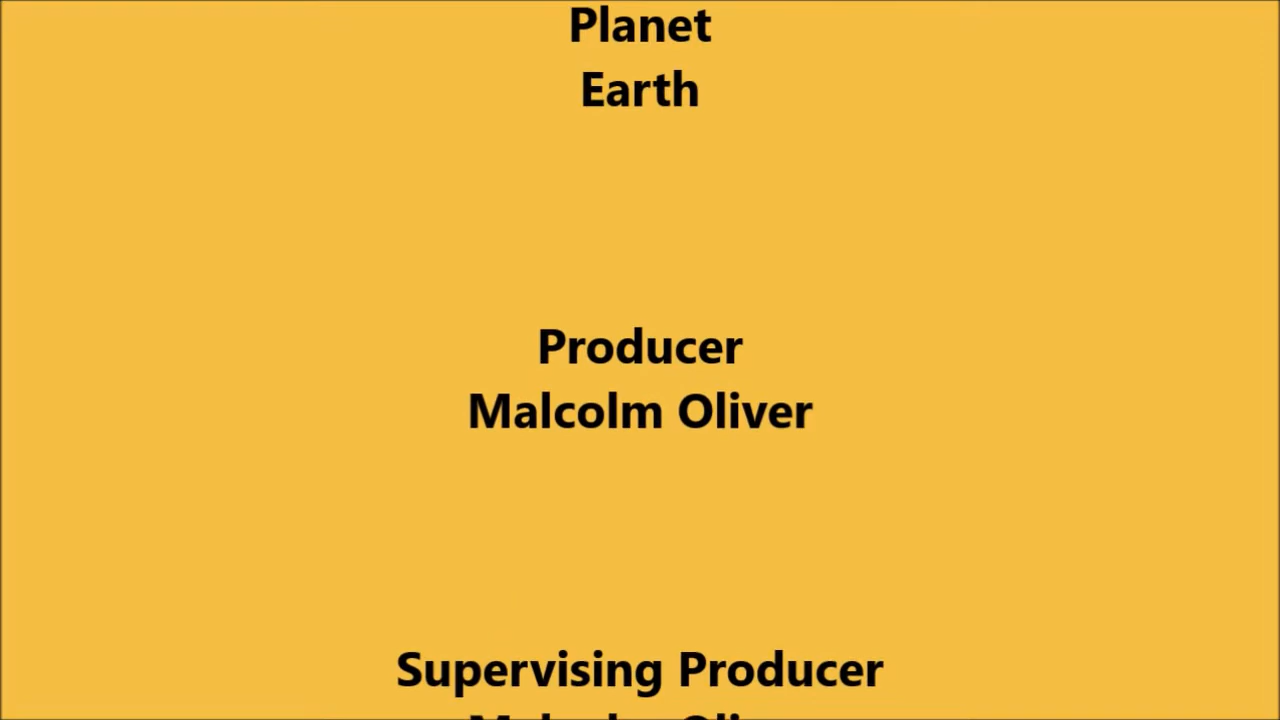 Planet
Earth
Producer
Malcolm Oliver
Supervising Producer